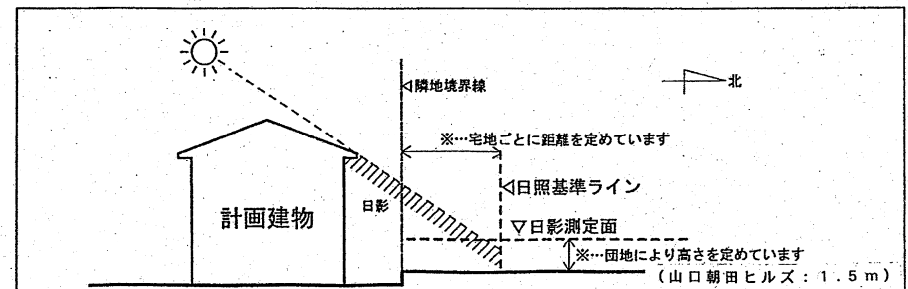 ◁隣地境界線
北
※…宅地ごとに距離を定めています
◁日照基準ライン
計画建物
日影
▽日影測定面
※…団地により高さを定めています
(山口朝田ヒルズ:1.5m)